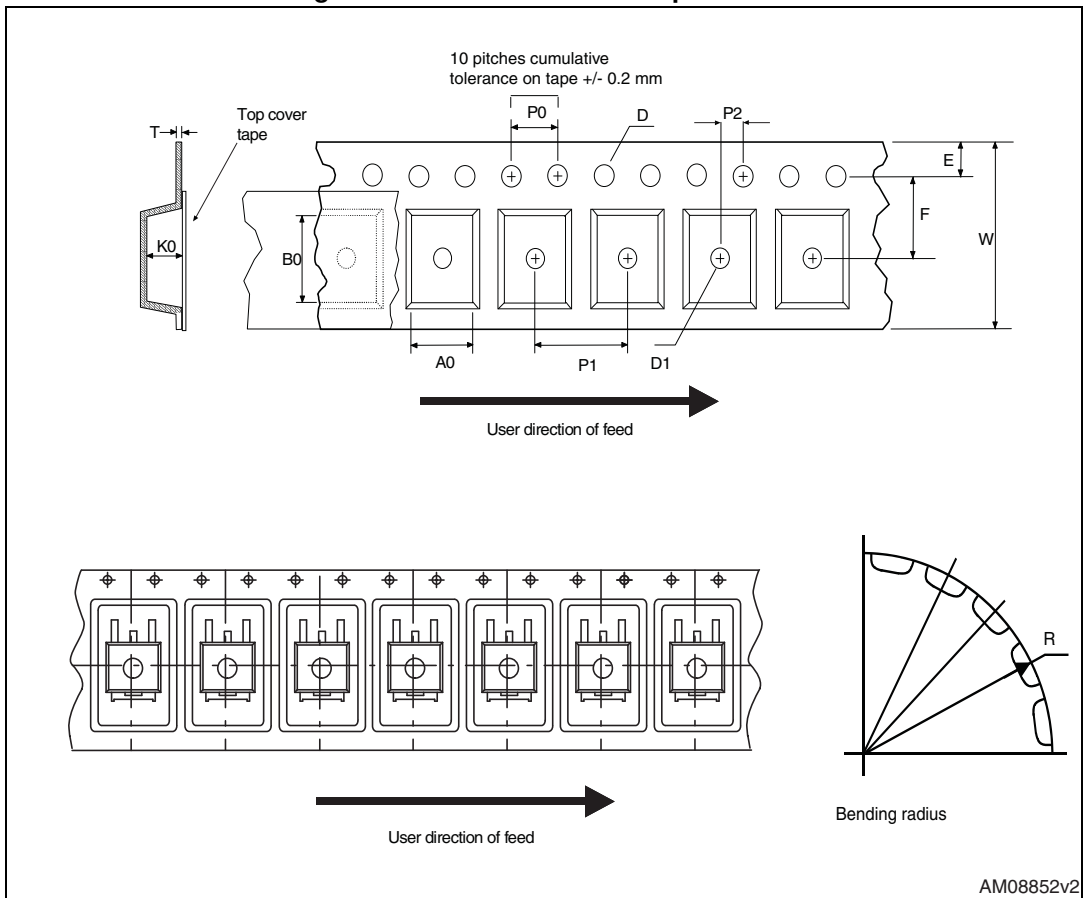 10 pitches cumulative
tolerance on tape +/- 0.2 mm
Top cover
tape
T
P0
D
P2
E
F
W
K0
B0
A0
P1
D1
User direction of feed
R
Bending radius
User direction of feed
AM08852v2